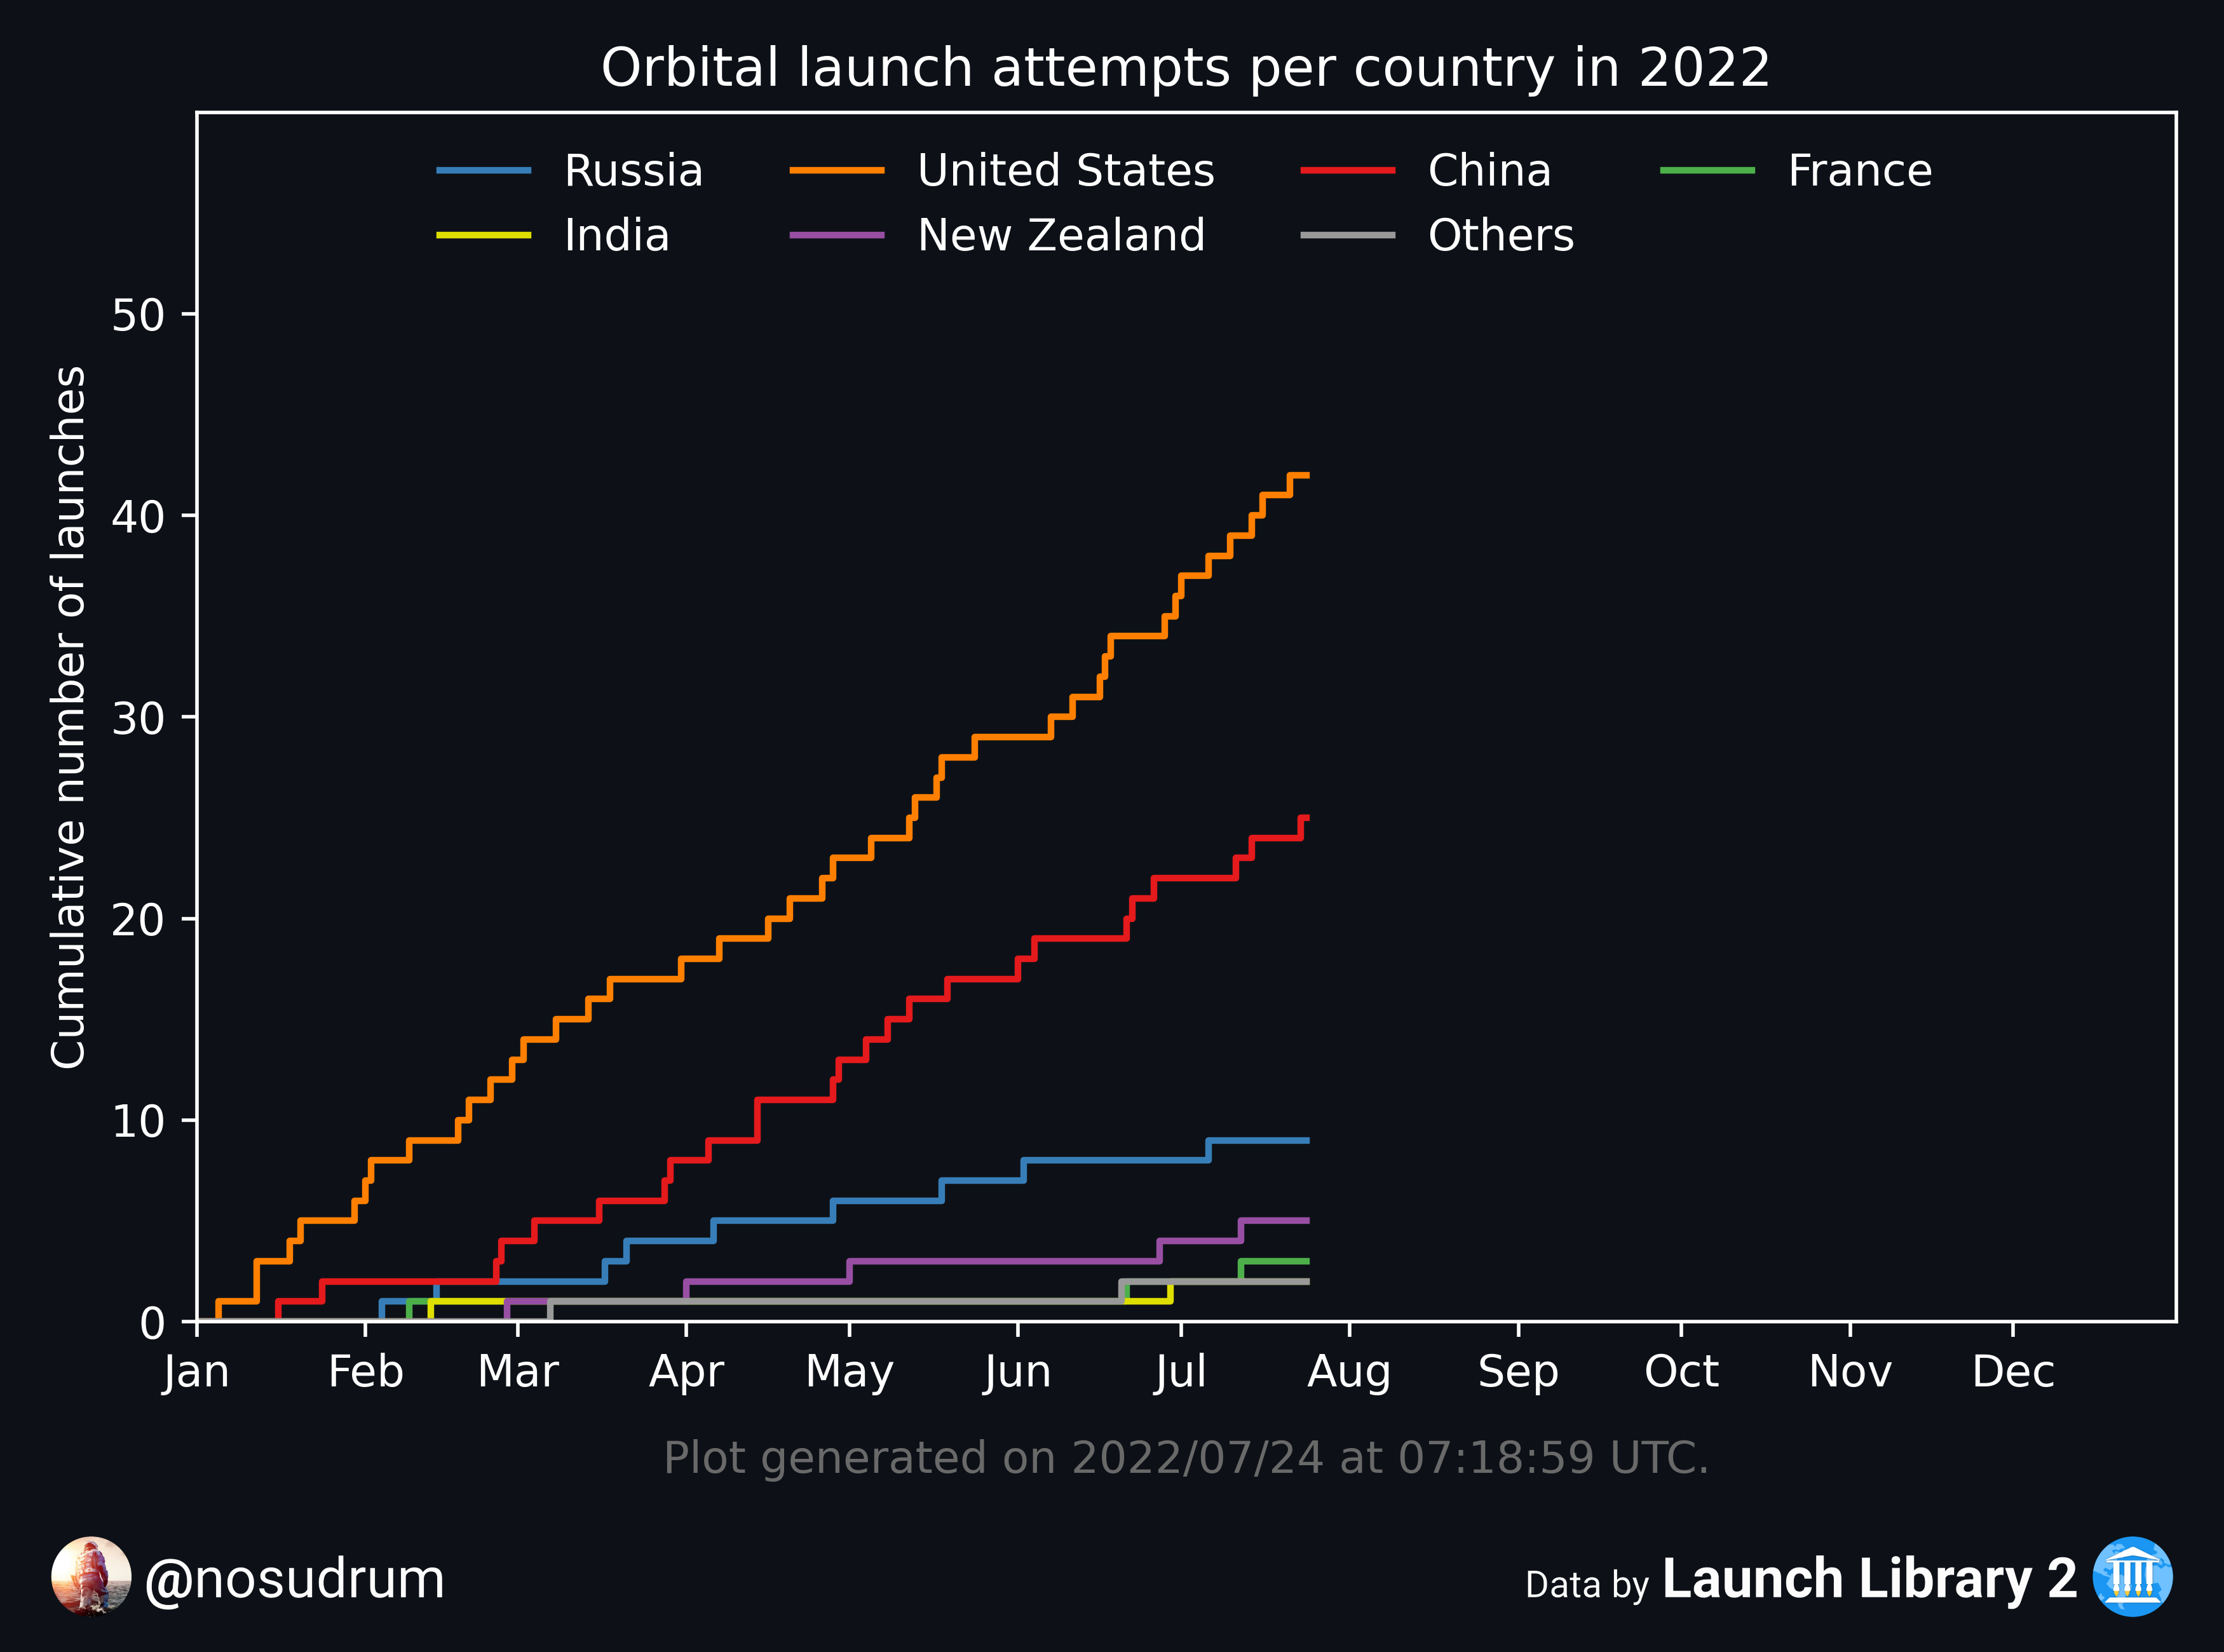 Orbital launch attempts per country in 2022
Russia United States China France
India New Zealand Others
Cumulative number of launches
50
40
30
20
10
0
Jan Feb Mar Apr May Jun Jul Aug Sep Oct Nov Dec
Plot generated on 2022/07/24 at 07:18:59 UTC.
@nosudrum
Data by Launch Library 2